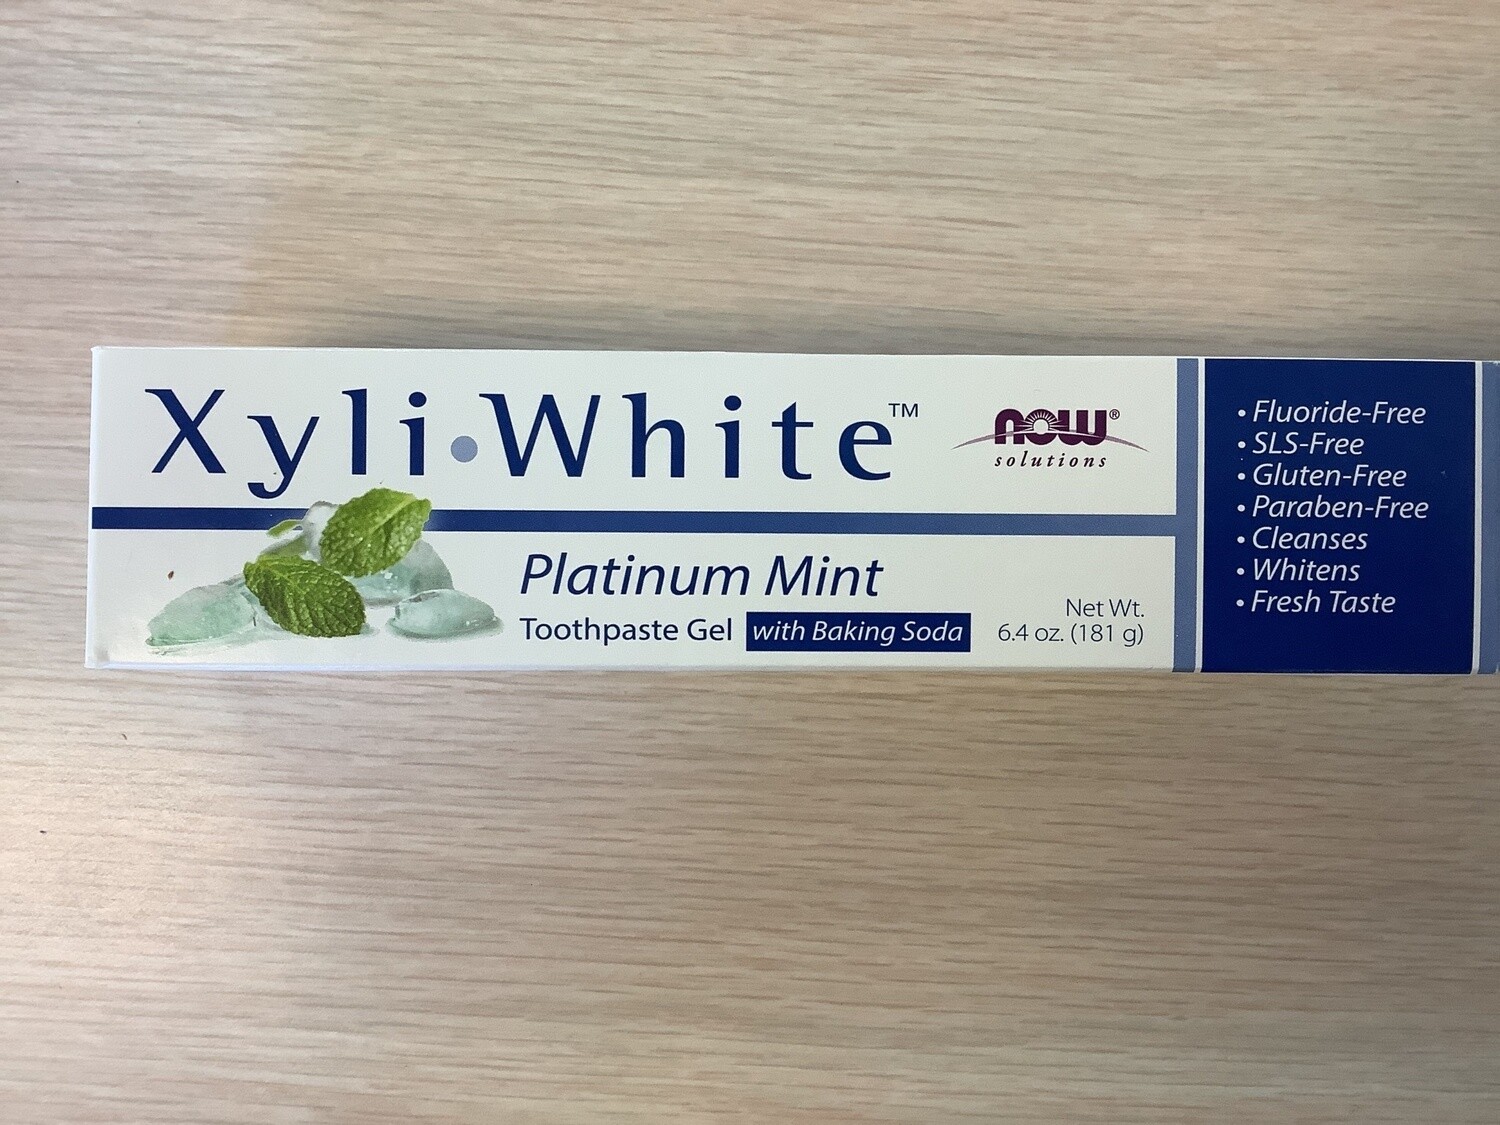 Xyli·White™
NOW®
solutions
Platinum Mint
Toothpaste Gel with Baking Soda
Net Wt.
6.4 oz. (181 g)
• Fluoride-Free
• SLS-Free
• Gluten-Free
• Paraben-Free
• Cleanses
• Whitens
• Fresh Taste